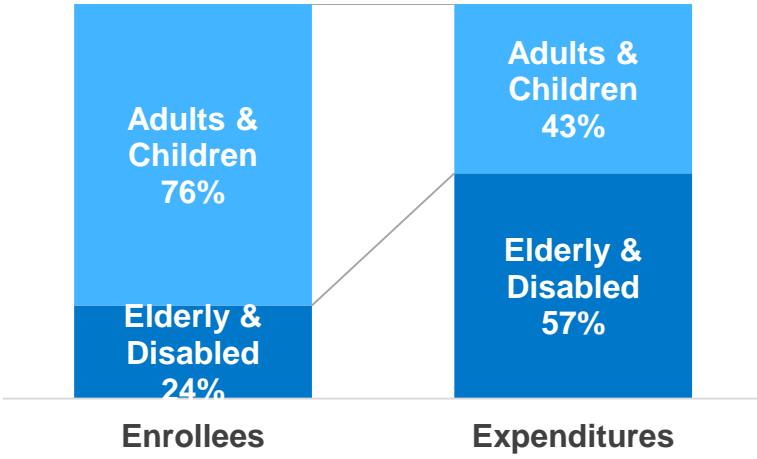 Adults &
Children
76%
Elderly &
Disabled
24%
Adults &
Children
43%
Elderly &
Disabled
57%
Enrollees
Expenditures